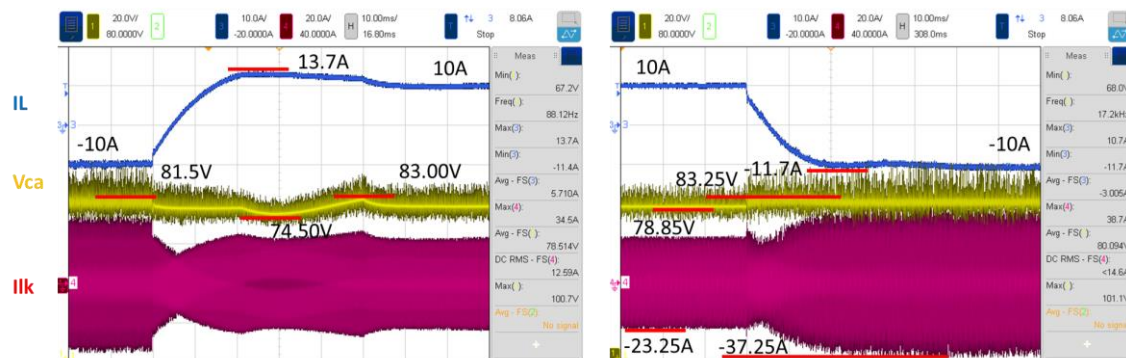 1 20.0V/ 80.0000V 2 3 10.0A/ -20.0000A 4 20.0A/ 40.0000A H 10.00ms/ 16.80ms T 3 8.06A Stop
IL
Vca
Ilk
-10A
13.7A
10A
81.5V
83.00V
74.50V
Meas
Min( ):
67.2V
Freq( ):
88.12Hz
Max(3):
13.7A
Min(3):
-11.4A
Avg - FS(3):
5.710A
Max(4):
34.5A
Avg - FS( ):
78.514V
DC RMS - FS(4):
12.59A
Max( ):
100.7V
Avg - FS(2):
No signal
1 20.0V/ 80.0000V 2 3 10.0A/ -20.0000A 4 20.0A/ 40.0000A H 10.00ms/ 308.0ms T 3 8.06A Stop
10A
-10A
-11.7A
83.25V
78.85V
-23.25A
-37.25A
Meas
Min( ):
68.0V
Freq( ):
17.2kHz
Max(3):
10.7A
Min(3):
-11.7A
Avg - FS(3):
-3.005A
Max(4):
38.7A
Avg - FS( ):
80.094V
DC RMS - FS(4):
<14.6A
Max( ):
101.1V
Avg - FS(2):
No signal